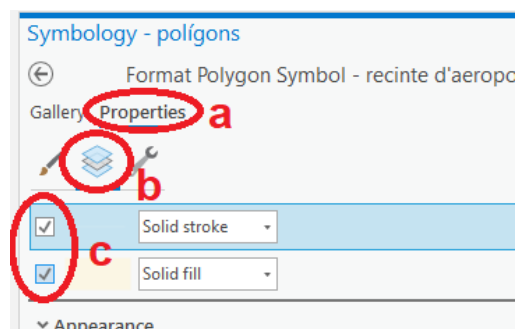 Symbology - polígons
Format Polygon Symbol - recinte d'aeropo
Gallery Properties a
b
Solid stroke
c
Solid fill
Appearance